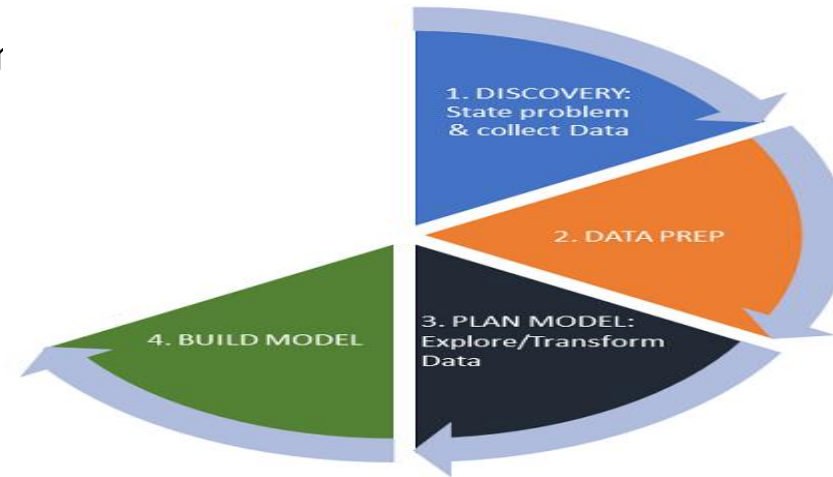 1. DISCOVERY:
State problem
& collect Data
2. DATA PREP
3. PLAN MODEL:
Explore/Transform
Data
4. BUILD MODEL